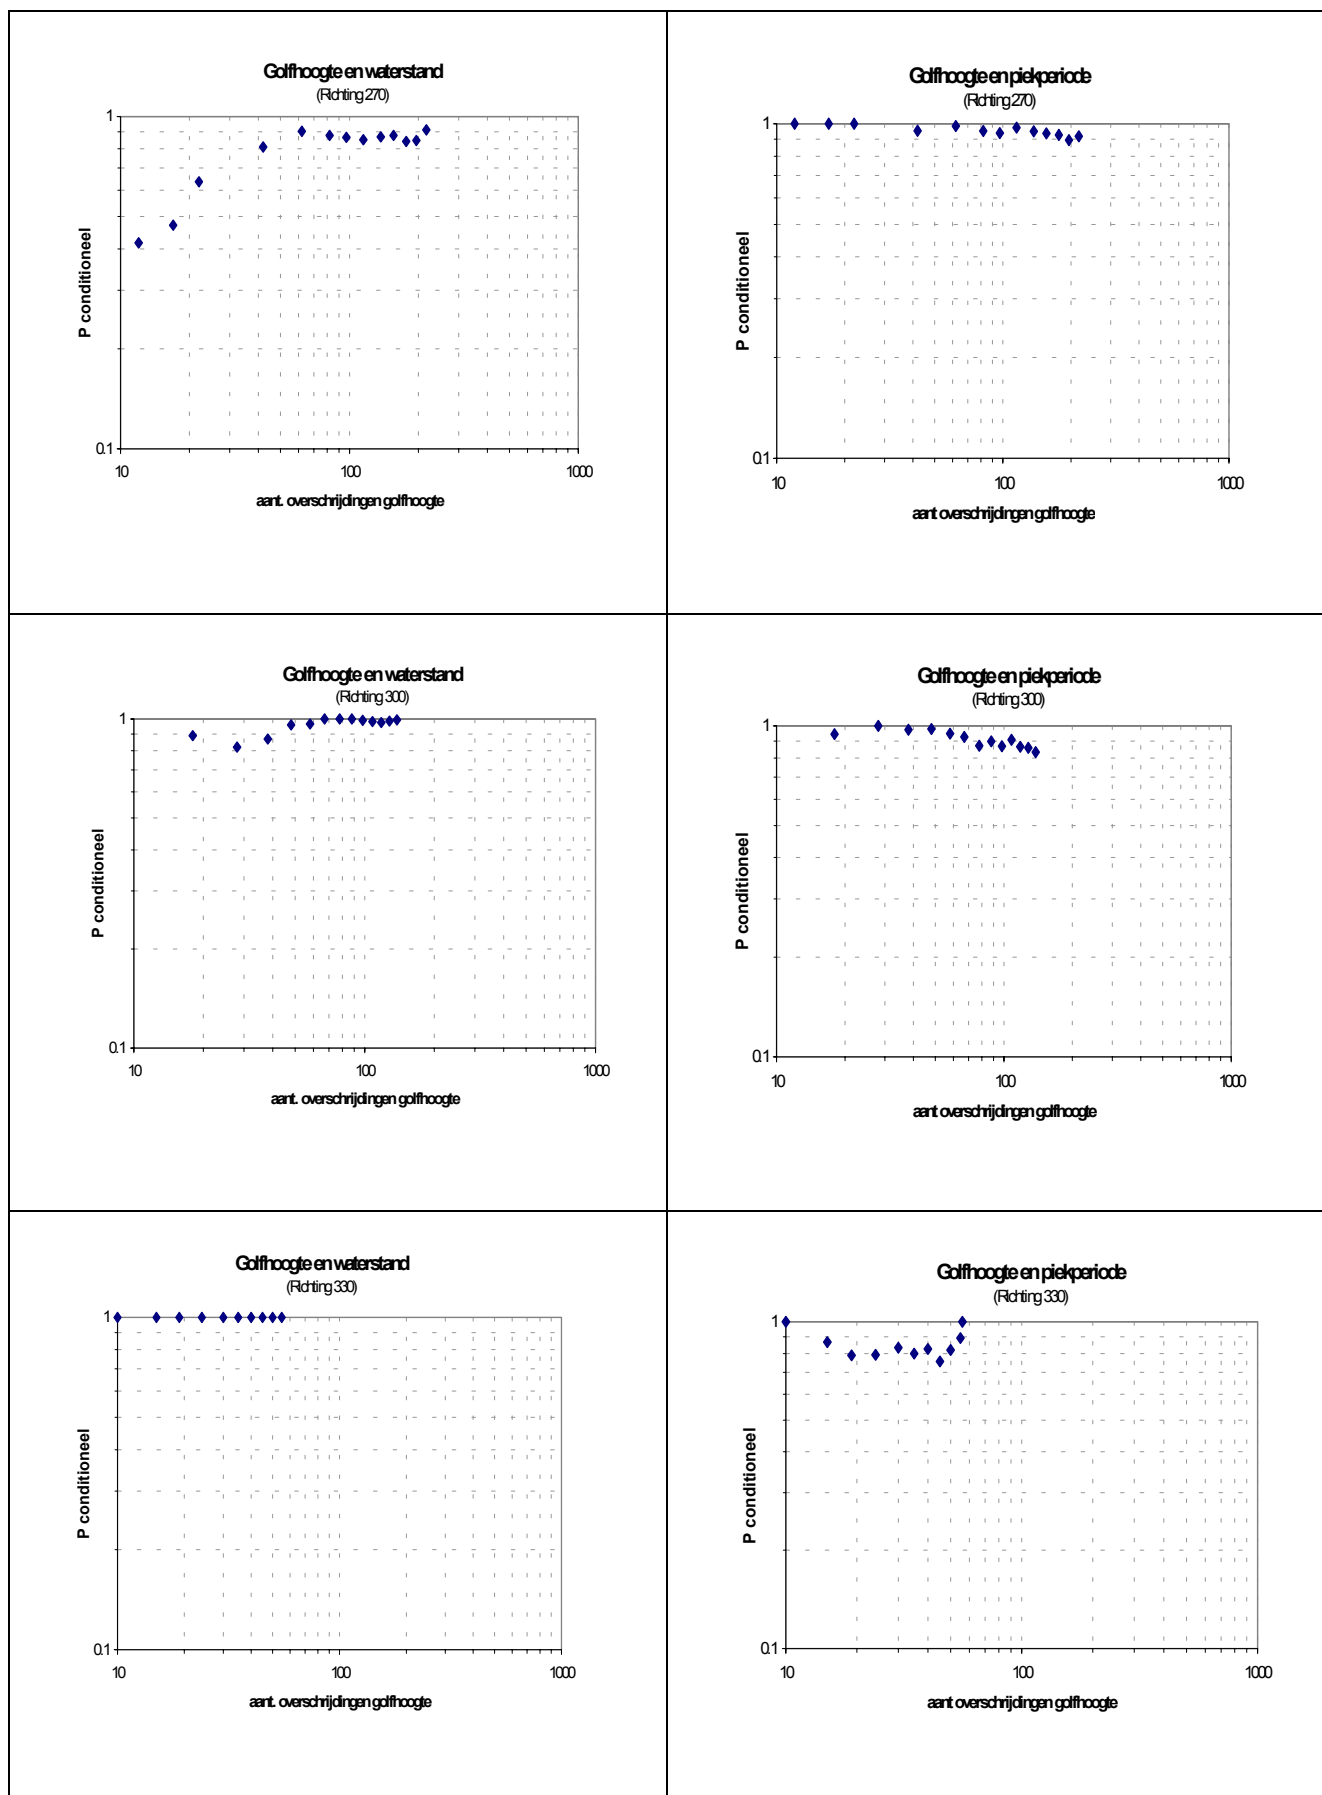 Golfhoogte en waterstand
(Richting 270)
1
0.1
10 100 1000
P conditioneel
aant. overschrijdingen golfhoogte
Golfhoogte en piekperiode
(Richting 270)
1
0.1
10 100 1000
P conditioneel
aant overschrijdingen golfhoogte
Golfhoogte en waterstand
(Richting 300)
1
0.1
10 100 1000
P conditioneel
aant. overschrijdingen golfhoogte
Golfhoogte en piekperiode
(Richting 300)
1
0.1
10 100 1000
P conditioneel
aant overschrijdingen golfhoogte
Golfhoogte en waterstand
(Richting 330)
1
0.1
10 100 1000
P conditioneel
aant. overschrijdingen golfhoogte
Golfhoogte en piekperiode
(Richting 330)
1
0.1
10 100 1000
P conditioneel
aant overschrijdingen golfhoogte